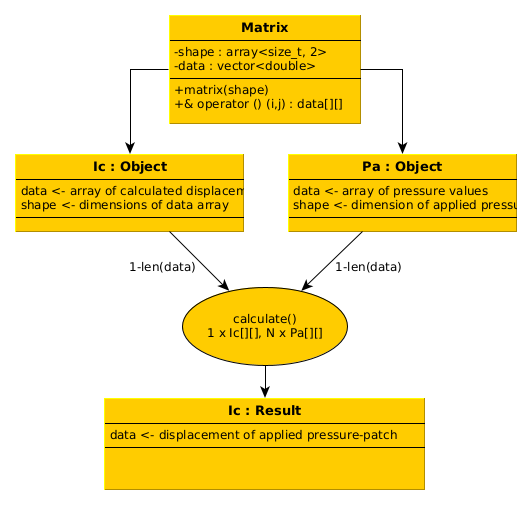 Matrix
-shape : array<size_t, 2>
-data : vector<double>
+matrix(shape)
+& operator () (i,j) : data[][]
Ic : Object
data <- array of calculated displacem
shape <- dimensions of data array
Pa : Object
data <- array of pressure values
shape <- dimension of applied pressu
1-len(data)
1-len(data)
calculate()
1 x Ic[][], N x Pa[][]
Ic : Result
data <- displacement of applied pressure-patch